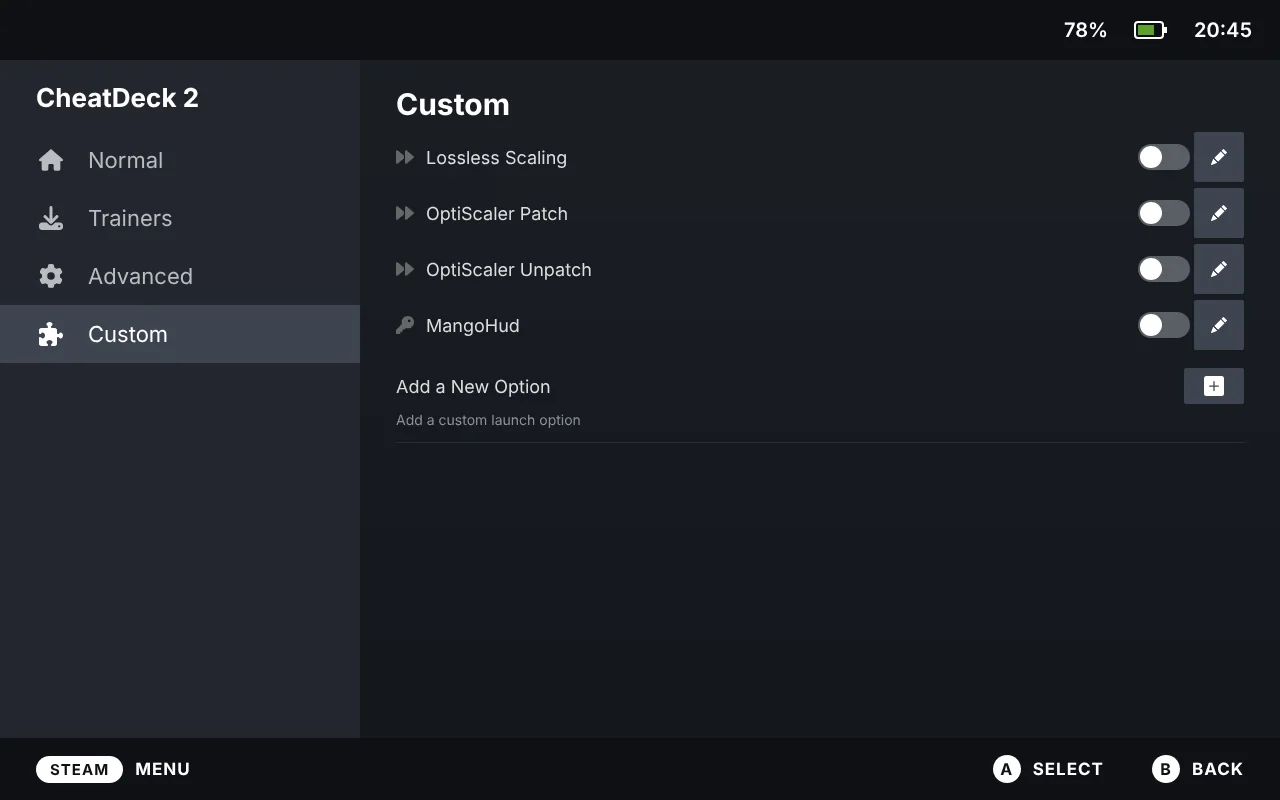 78% 20:45
CheatDeck 2
Normal
Trainers
Advanced
Custom
Custom
Lossless Scaling
OptiScaler Patch
OptiScaler Unpatch
MangoHud
Add a New Option
Add a custom launch option
STEAM MENU
A SELECT B BACK